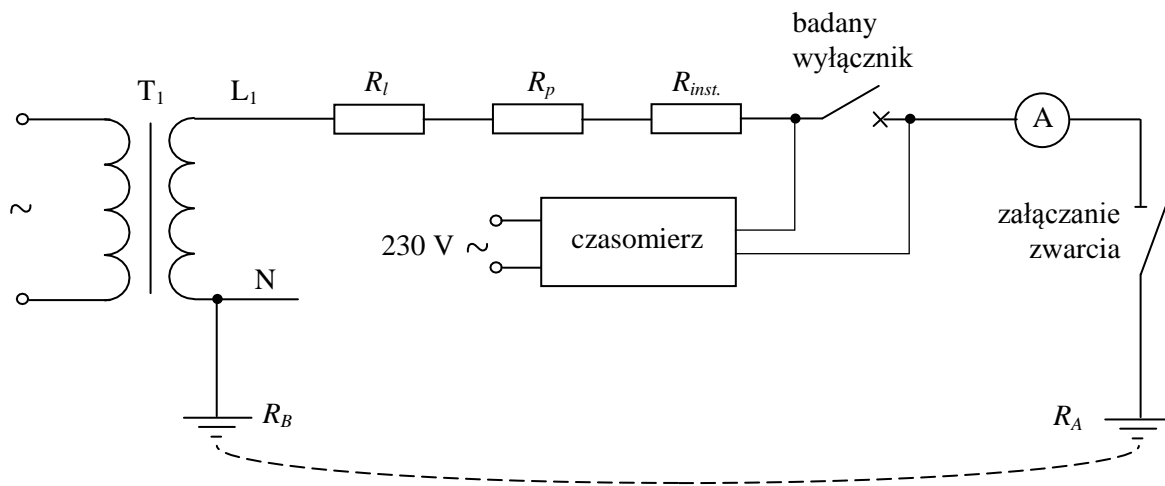 badany
wyłącznik
T1
L1
Rl
Rp
Rinst.
A
~
230 V ~
czasomierz
załączanie
zwarcia
N
RB
RA